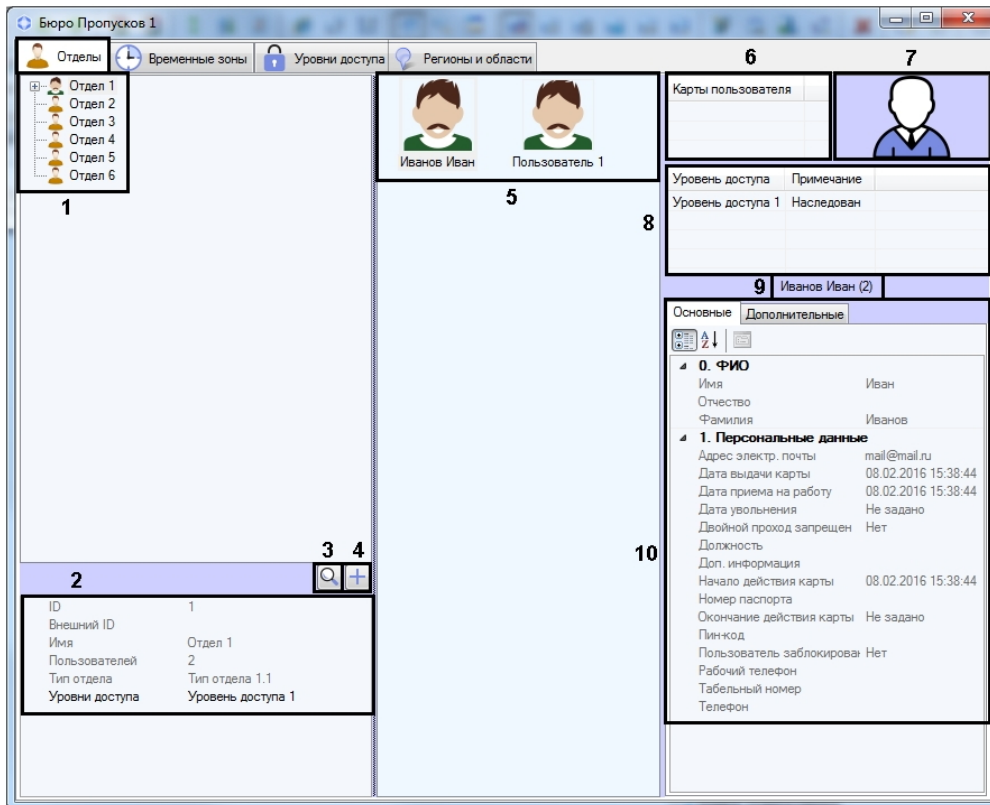 Бюро Пропусков 1
Отделы
Временные зоны
Уровни доступа
Регионы и области
6
7
Отдел 1
Отдел 2
Отдел 3
Отдел 4
Отдел 5
Отдел 6
1
Иванов Иван
Пользователь 1
5
Карты пользователя
8
Уровень доступа Примечание
Уровень доступа 1 Наследован
9
Иванов Иван (2)
Основные Дополнительные
0. ФИО
Имя Иван
Отчество
Фамилия Иванов
1. Персональные данные
Адрес электр. почты mail@mail.ru
Дата выдачи карты 08.02.2016 15:38:44
Дата приема на работу 08.02.2016 15:38:44
Дата увольнения Не задано
Двойной проход запрещен Нет
Должность
Доп. информация
Начало действия карты 08.02.2016 15:38:44
Номер паспорта
Окончание действия карты Не задано
Пин-код
Пользователь заблокирован Нет
Рабочий телефон
Табельный номер
Телефон
10
3 4
2
ID 1
Внешний ID
Имя Отдел 1
Пользователей 2
Тип отдела Тип отдела 1.1
Уровни доступа Уровень доступа 1